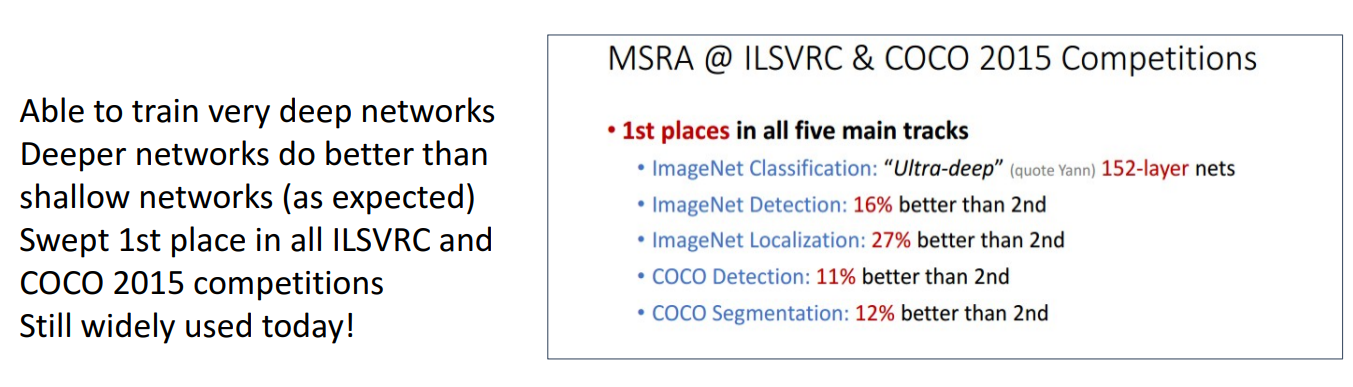 Able to train very deep networks
Deeper networks do better than
shallow networks (as expected)
Swept 1st place in all ILSVRC and
COCO 2015 competitions
Still widely used today!
MSRA @ ILSVRC & COCO 2015 Competitions
• 1st places in all five main tracks
• ImageNet Classification: “Ultra-deep” (quote Yann) 152-layer nets
• ImageNet Detection: 16% better than 2nd
• ImageNet Localization: 27% better than 2nd
• COCO Detection: 11% better than 2nd
• COCO Segmentation: 12% better than 2nd